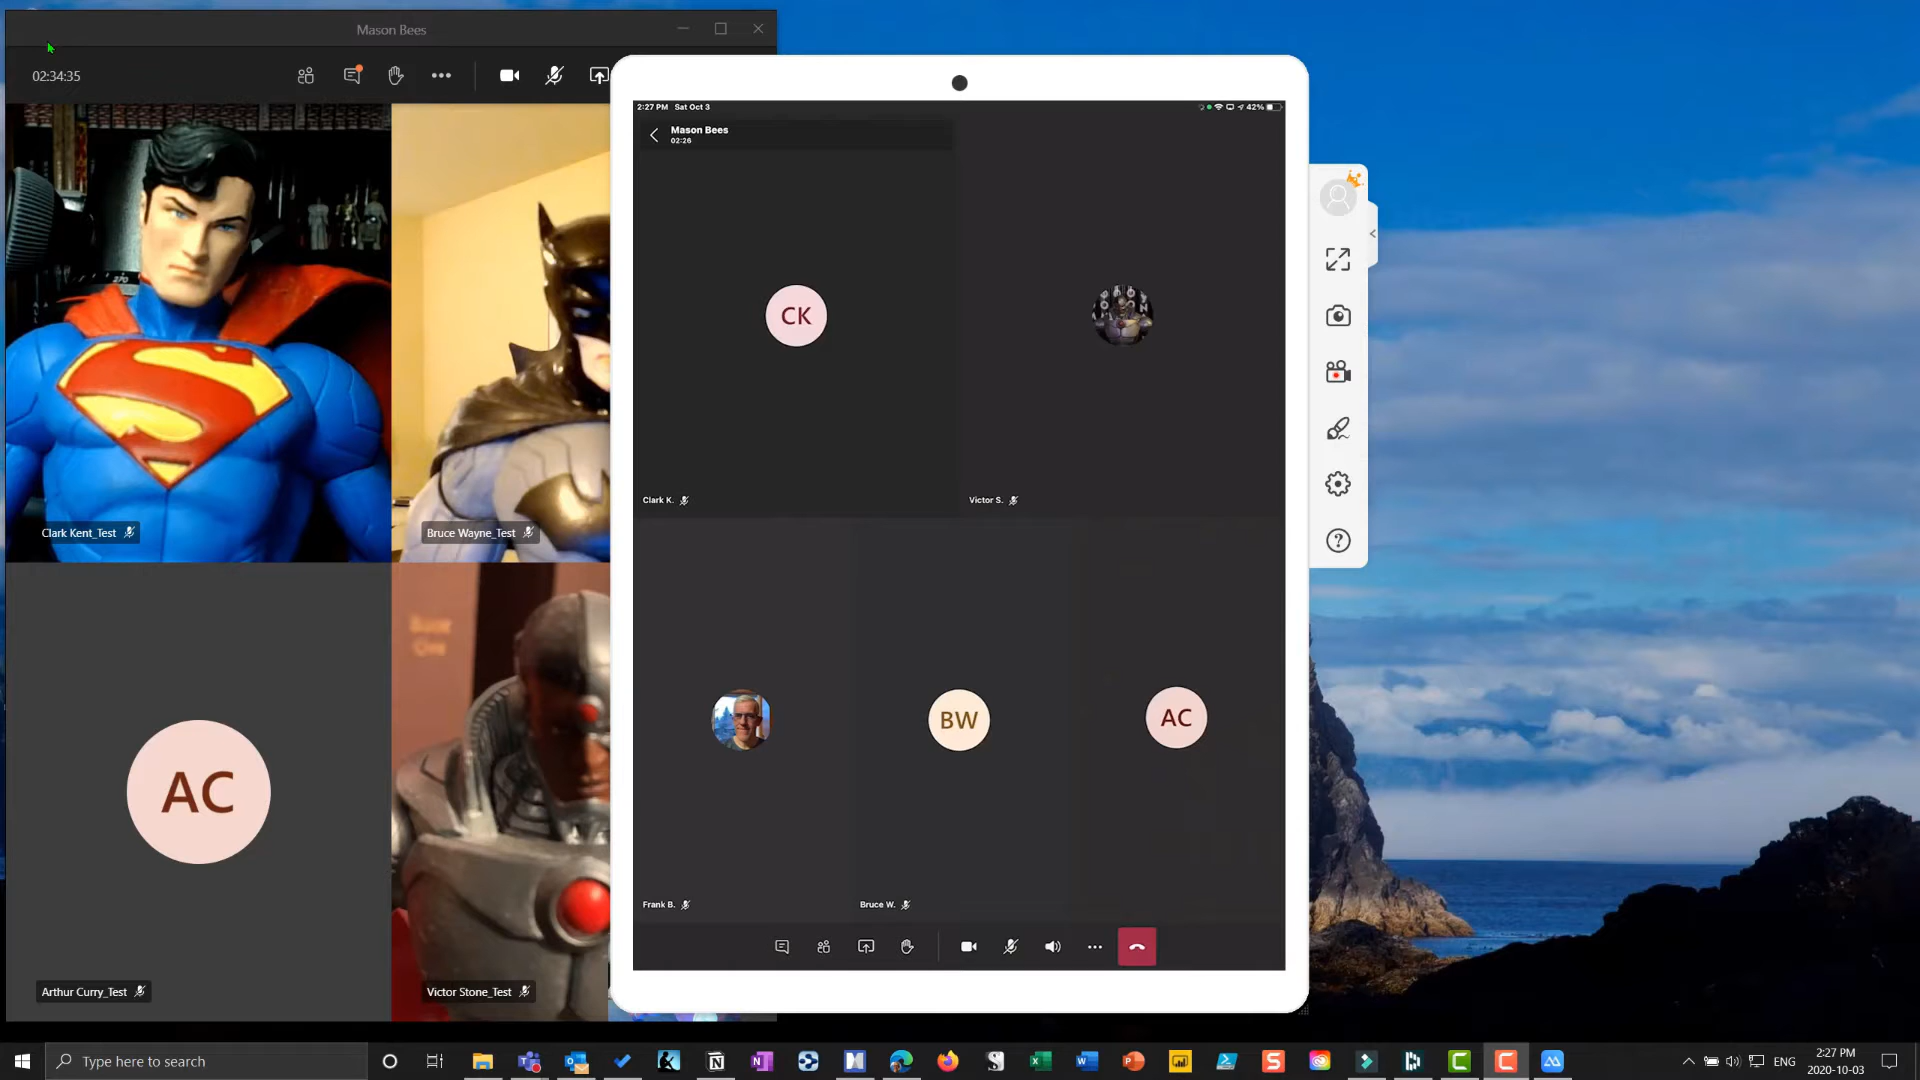 Mason Bees
02:34:35
2:27 PM Sat Oct 3
42%
Mason Bees
02:26
CK
Clark K.
Victor S.
Clark Kent_Test
Bruce Wayne_Test
BW
AC
Frank B.
Bruce W.
AC
Arthur Curry_Test
Victor Stone_Test
Type here to search
ENG
2:27 PM
2020-10-03